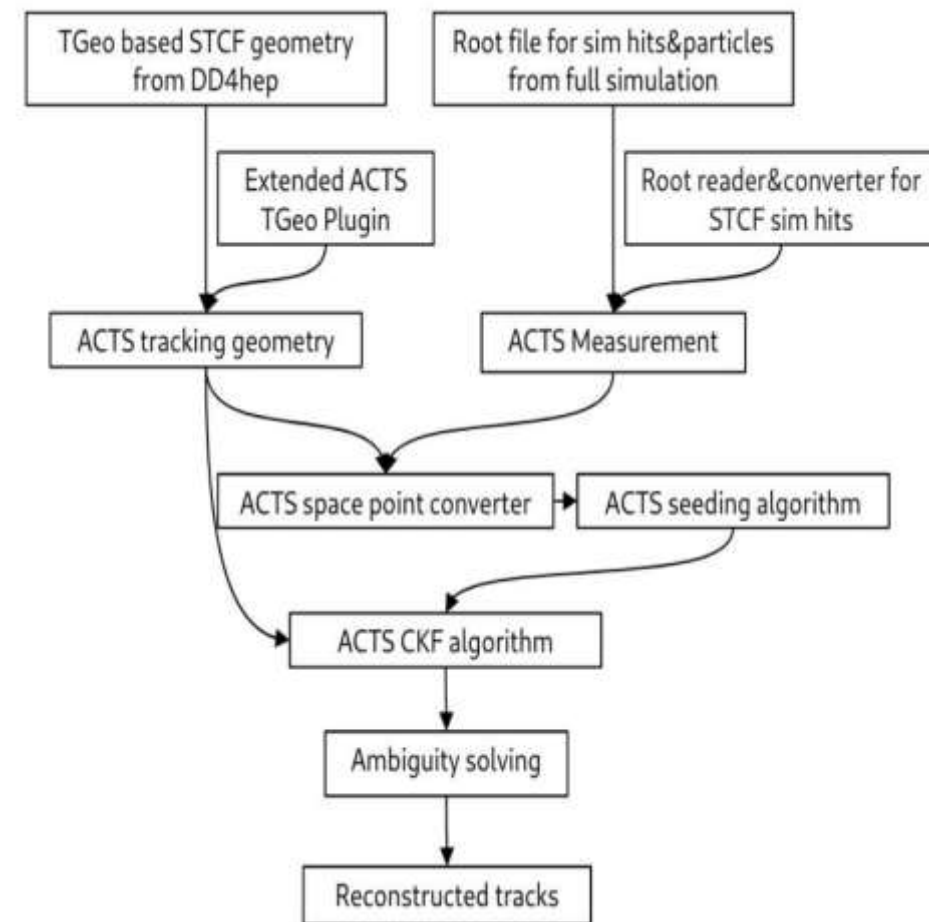 TGeo based STCF geometry
from DD4hep
Root file for sim hits&particles
from full simulation
Extended ACTS
TGeo Plugin
Root reader&converter for
STCF sim hits
ACTS tracking geometry
ACTS Measurement
ACTS space point converter
ACTS seeding algorithm
ACTS CKF algorithm
Ambiguity solving
Reconstructed tracks